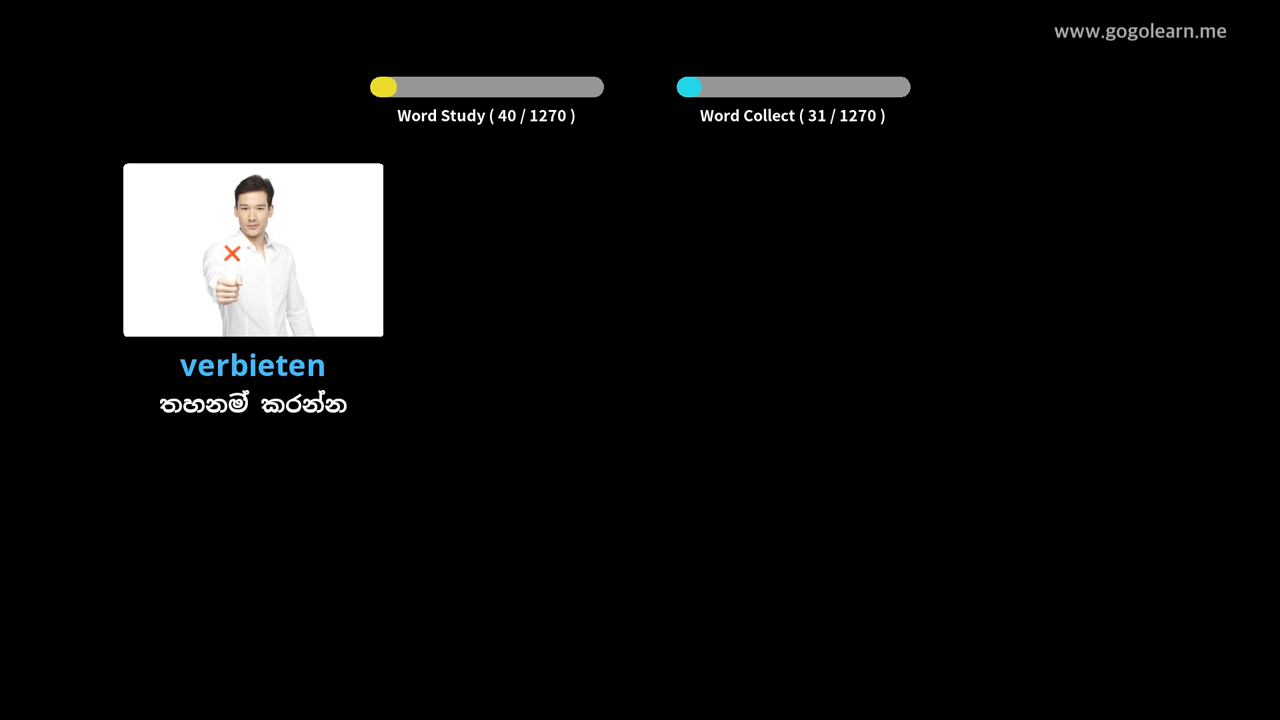 www.gogolearn.me
Word Study ( 40 / 1270 )
Word Collect ( 31 / 1270 )
verbieten
තහනම් කරන්න